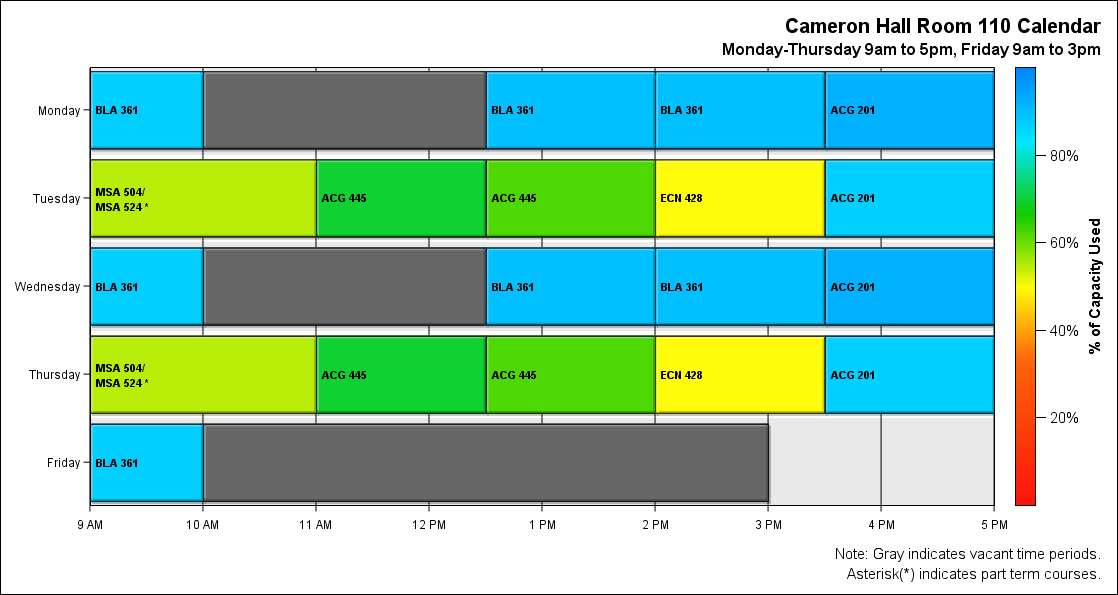 Cameron Hall Room 110 Calendar
Monday-Thursday 9am to 5pm, Friday 9am to 3pm
Monday
BLA 361
BLA 361
BLA 361
ACG 201
Tuesday
MSA 504/
MSA 524 *
ACG 445
ACG 445
ECN 428
ACG 201
Wednesday
BLA 361
BLA 361
BLA 361
ACG 201
Thursday
MSA 504/
MSA 524 *
ACG 445
ACG 445
ECN 428
ACG 201
Friday
BLA 361
9 AM
10 AM
11 AM
12 PM
1 PM
2 PM
3 PM
4 PM
5 PM
80%
60%
40%
20%
% of Capacity Used
Note: Gray indicates vacant time periods.
Asterisk(*) indicates part term courses.